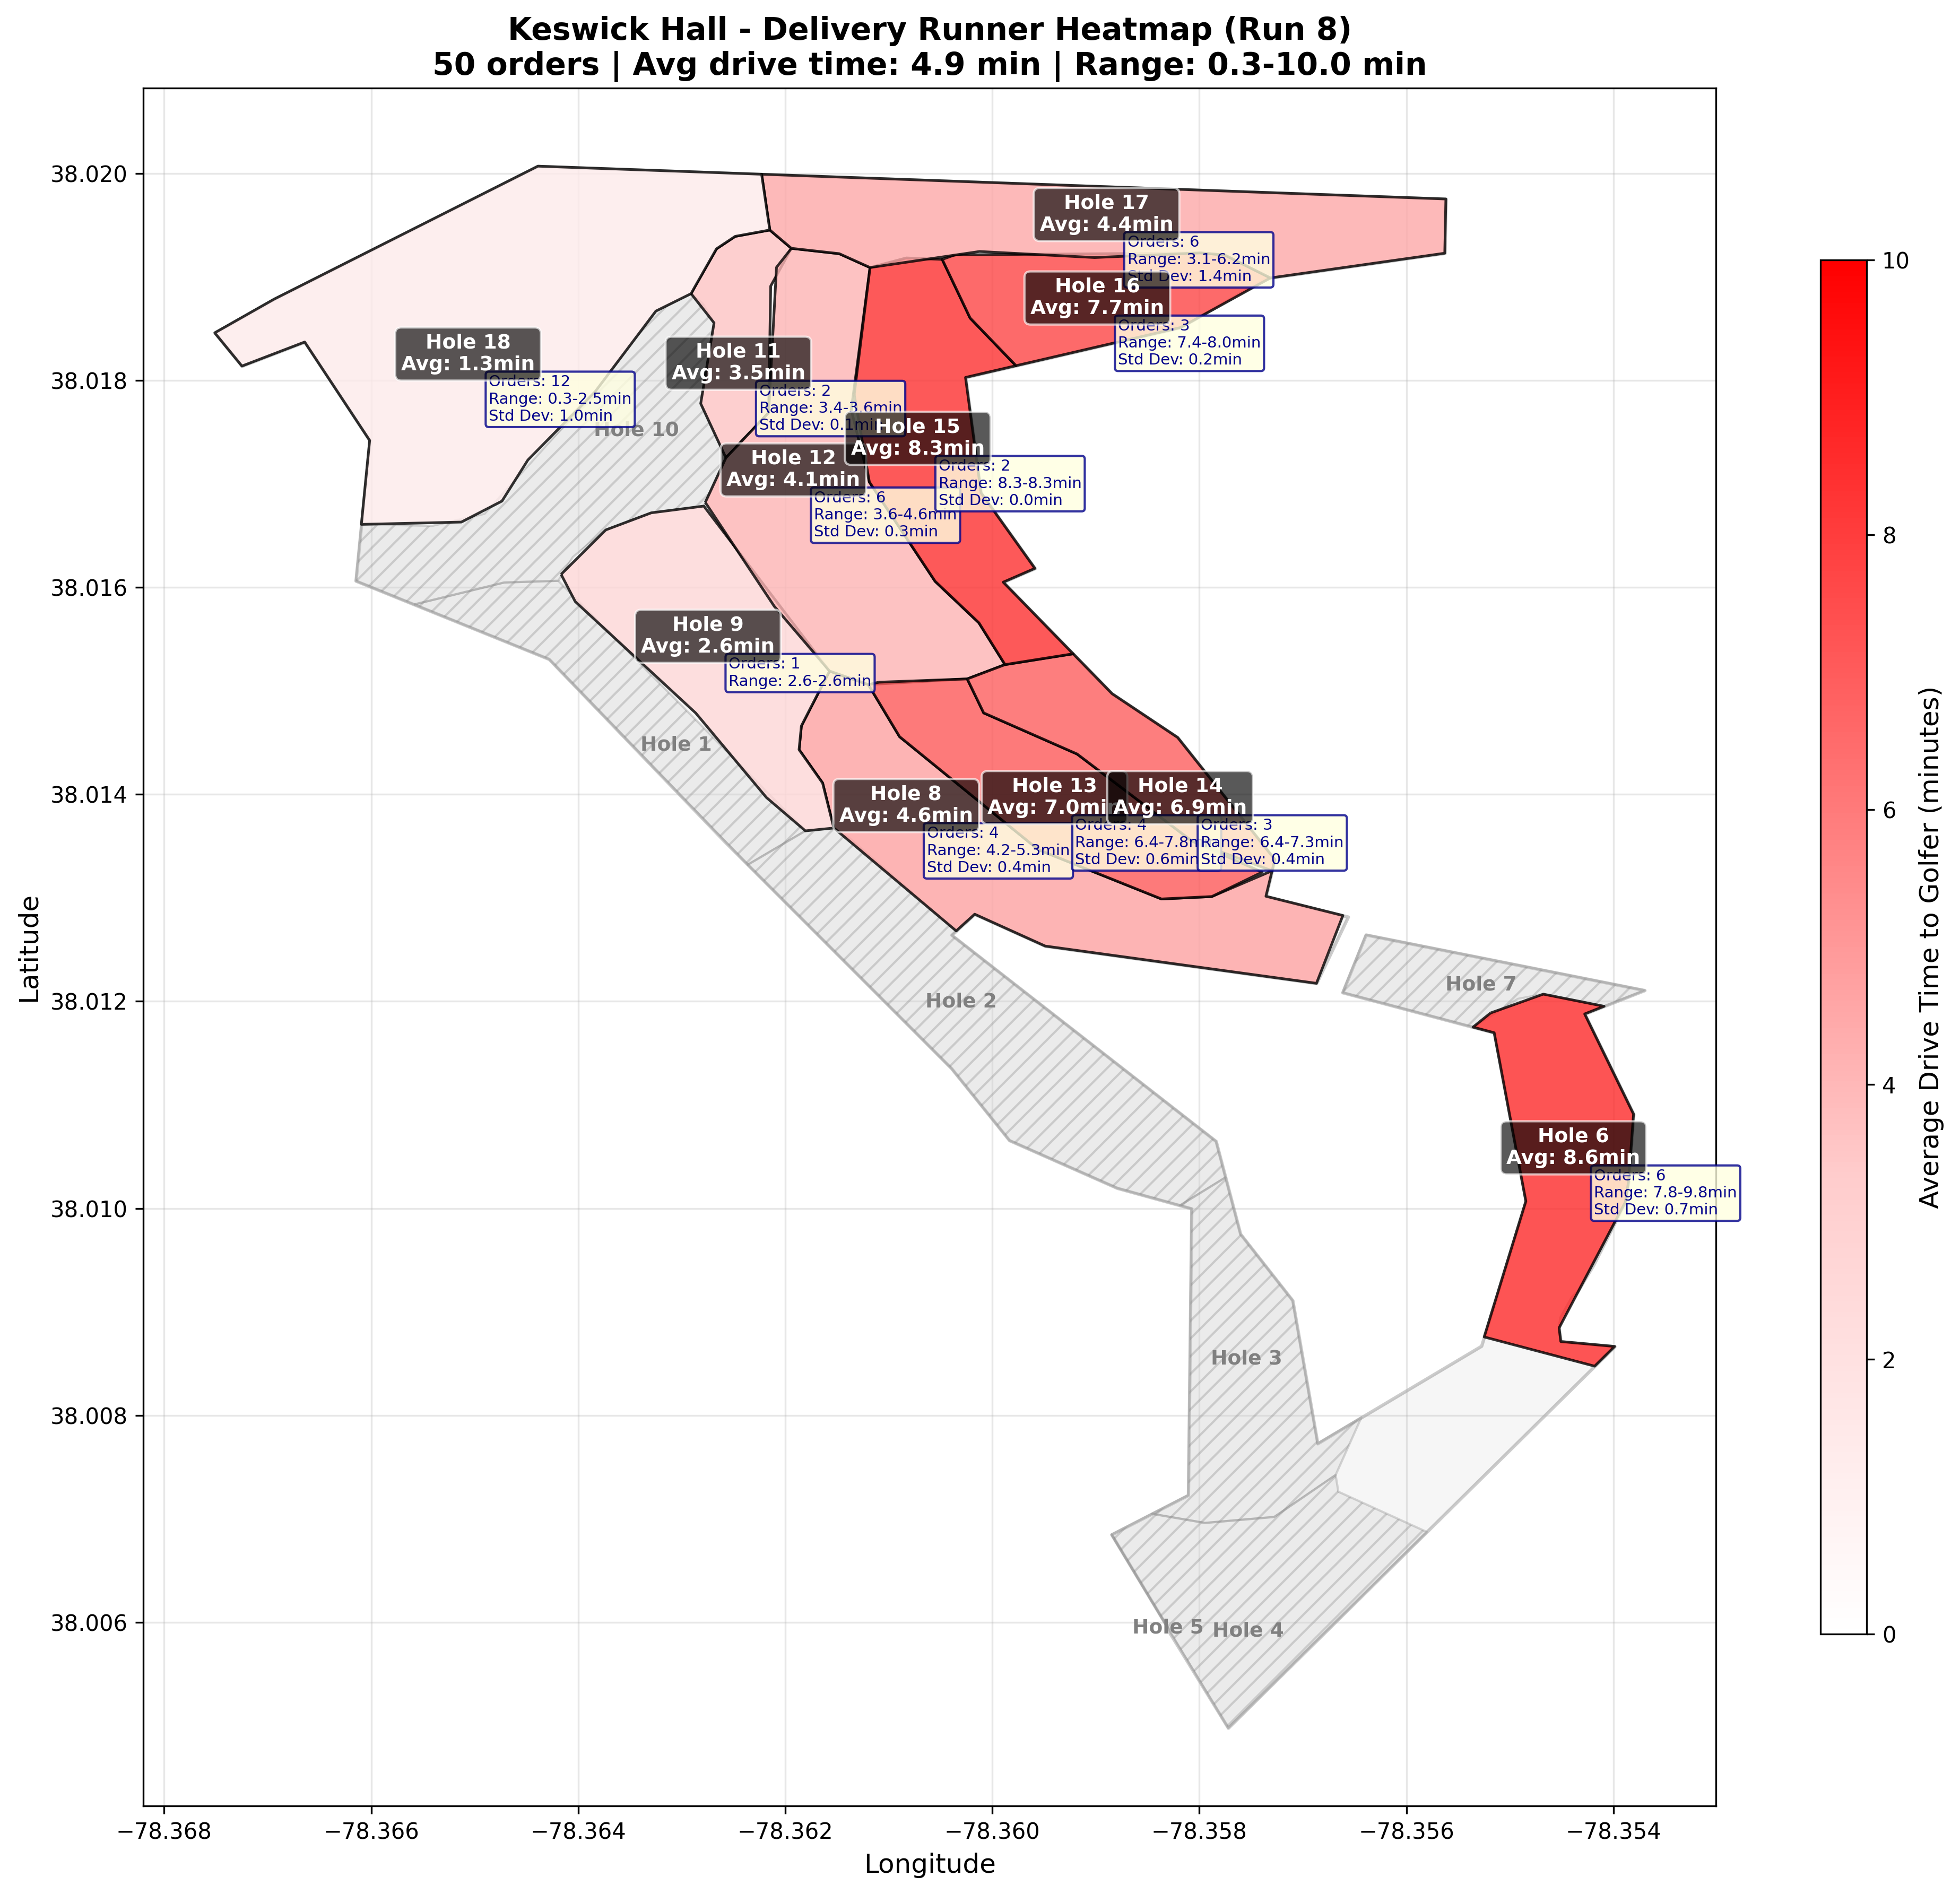 Keswick Hall - Delivery Runner Heatmap (Run 8)
50 orders | Avg drive time: 4.9 min | Range: 0.3-10.0 min
Hole 17
Avg: 4.4min
Orders: 6
Range: 3.1-6.2min
Std Dev: 1.4min
Hole 16
Avg: 7.7min
Orders: 3
Range: 7.4-8.0min
Std Dev: 0.2min
Hole 18
Avg: 1.3min
Orders: 12
Range: 0.3-2.5min
Std Dev: 1.0min
Hole 10
Hole 11
Avg: 3.5min
Orders: 2
Range: 3.4-3.6min
Std Dev: 0.1min
Hole 15
Avg: 8.3min
Orders: 2
Range: 8.3-8.3min
Std Dev: 0.0min
Hole 12
Avg: 4.1min
Orders: 6
Range: 3.6-4.6min
Std Dev: 0.3min
Hole 9
Avg: 2.6min
Orders: 1
Range: 2.6-2.6min
Hole 1
Hole 8
Avg: 4.6min
Orders: 4
Range: 4.2-5.3min
Std Dev: 0.4min
Hole 13
Avg: 7.0min
Orders: 4
Range: 6.4-7.8m
Std Dev: 0.6min
Hole 14
Avg: 6.9min
Orders: 3
Range: 6.4-7.3min
Std Dev: 0.4min
Hole 2
Hole 7
Hole 6
Avg: 8.6min
Orders: 6
Range: 7.8-9.8min
Std Dev: 0.7min
Hole 3
Hole 5
Hole 4
38.020
38.018
38.016
38.014
38.012
38.010
38.008
38.006
Latitude
−78.368
−78.366
−78.364
−78.362
−78.360
−78.358
−78.356
−78.354
Longitude
10
8
6
4
2
0
Average Drive Time to Golfer (minutes)